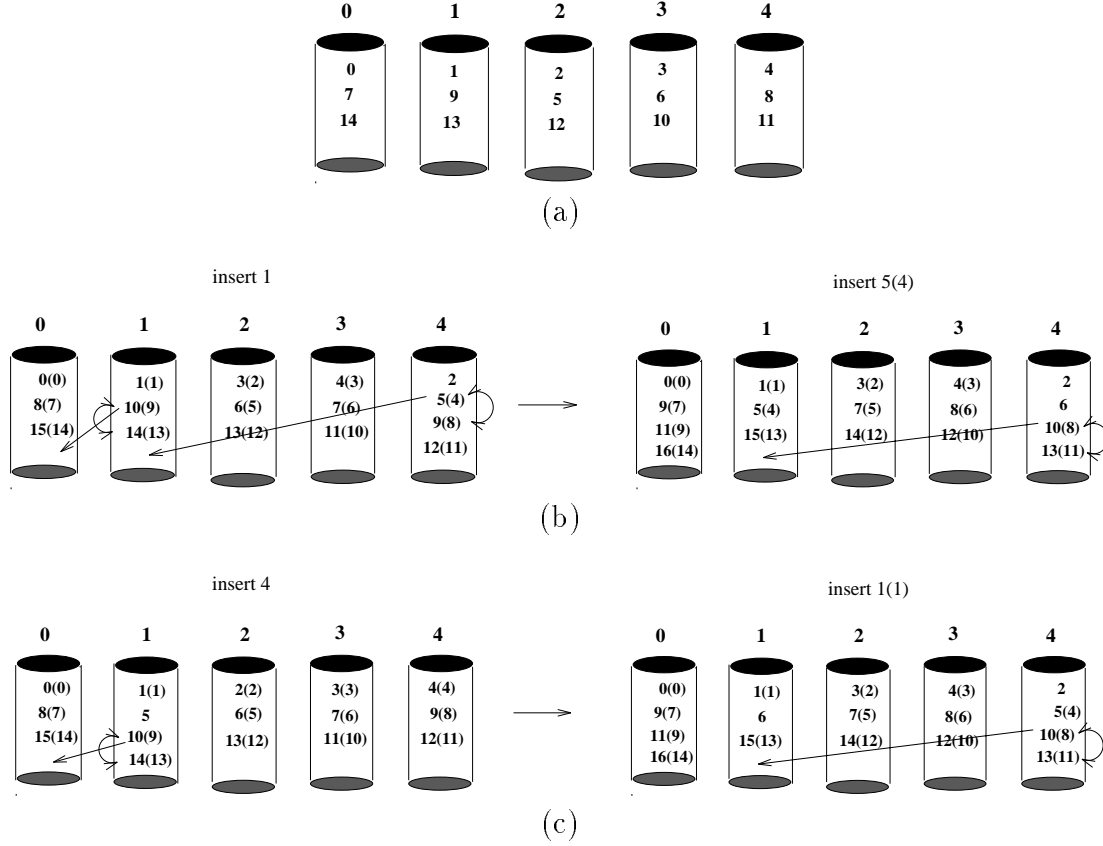 0 1 2 3 4
0 1 2 3 4
7 9 5 6 8
14 13 12 10 11
(a)
insert 1
0 1 2 3 4
0(0) 1(1) 3(2) 4(3) 2
8(7) 10(9) 6(5) 7(6) 5(4)
15(14) 14(13) 13(12) 11(10) 9(8)
12(11)
insert 5(4)
0 1 2 3 4
0(0) 1(1) 3(2) 4(3) 2
9(7) 5(4) 7(5) 8(6) 6
11(9) 15(13) 14(12) 12(10) 10(8)
16(14) 13(11)
(b)
insert 4
0 1 2 3 4
0(0) 1(1) 2(2) 3(3) 4(4)
8(7) 5 6(5) 7(6) 9(8)
15(14) 10(9) 13(12) 11(10) 12(11)
14(13)
insert 1(1)
0 1 2 3 4
0(0) 1(1) 3(2) 4(3) 2
9(7) 6 7(5) 8(6) 5(4)
11(9) 15(13) 14(12) 12(10) 10(8)
16(14) 13(11)
(c)